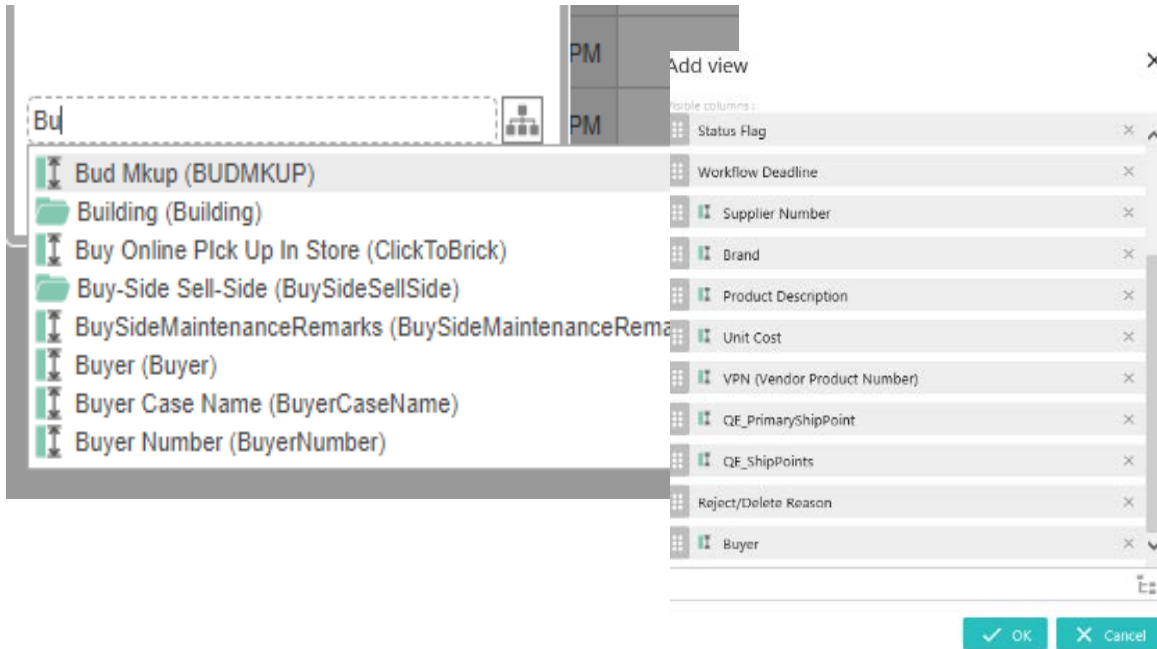 PM
PM
Bu
Bud Mkup (BUDMKUP)
Building (Building)
Buy Online PIck Up In Store (ClickToBrick)
Buy-Side Sell-Side (BuySideSellSide)
BuySideMaintenanceRemarks (BuySideMaintenanceRema
Buyer (Buyer)
Buyer Case Name (BuyerCaseName)
Buyer Number (BuyerNumber)
Add view
Visible columns :
Status Flag
Workflow Deadline
Supplier Number
Brand
Product Description
Unit Cost
VPN (Vendor Product Number)
QE_PrimaryShipPoint
QE_ShipPoints
Reject/Delete Reason
Buyer
OK
Cancel